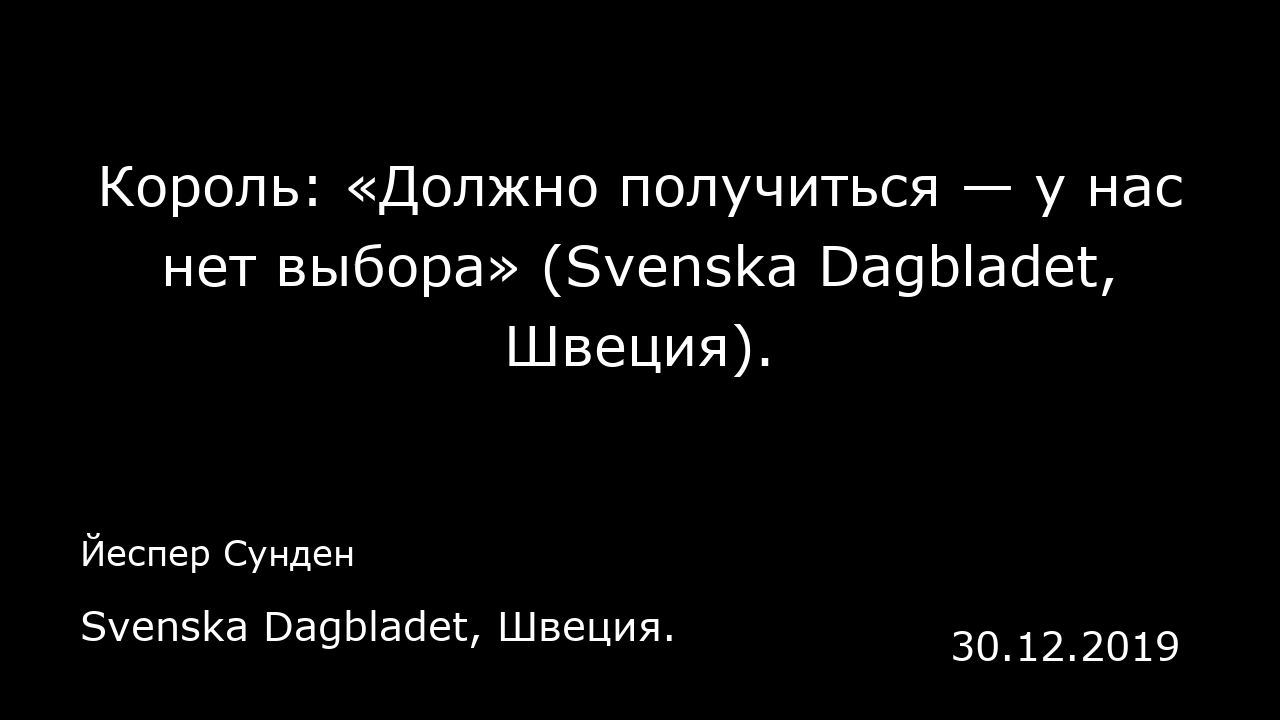 Король: «Должно получиться — у нас
нет выбора» (Svenska Dagbladet,
Швеция).
Йеспер Сунден
Svenska Dagbladet, Швеция.
30.12.2019